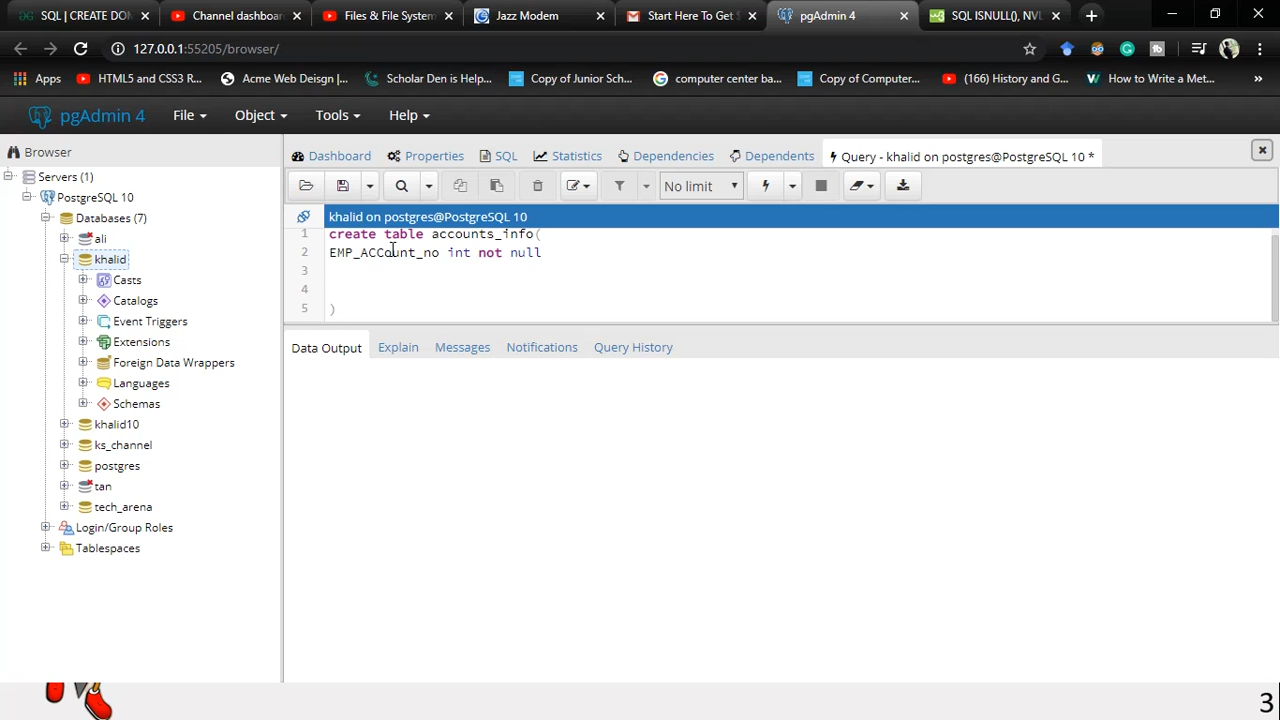 SQL | CREATE DOM
Channel dashboar
Files & File System
Jazz Modem
Start Here To Get
pgAdmin 4
SQL ISNULL(), NVL
127.0.0.1:55205/browser/
Apps
HTML5 and CSS3 R...
Acme Web Deisgn |...
Scholar Den is Help...
Copy of Junior Sch...
computer center ba...
Copy of Computer...
(166) History and G...
How to Write a Met...
»
pgAdmin 4
File
Object
Tools
Help
Browser
Dashboard
Properties
SQL
Statistics
Dependencies
Dependents
Query - khalid on postgres@PostgreSQL 10 *
No limit
khalid on postgres@PostgreSQL 10
1 create table accounts_info(
2 EMP_ACCount_no int not null
3
4
5 )
Data Output
Explain
Messages
Notifications
Query History
Servers (1)
PostgreSQL 10
Databases (7)
ali
khalid
Casts
Catalogs
Event Triggers
Extensions
Foreign Data Wrappers
Languages
Schemas
khalid10
ks_channel
postgres
tan
tech_arena
Login/Group Roles
Tablespaces
3